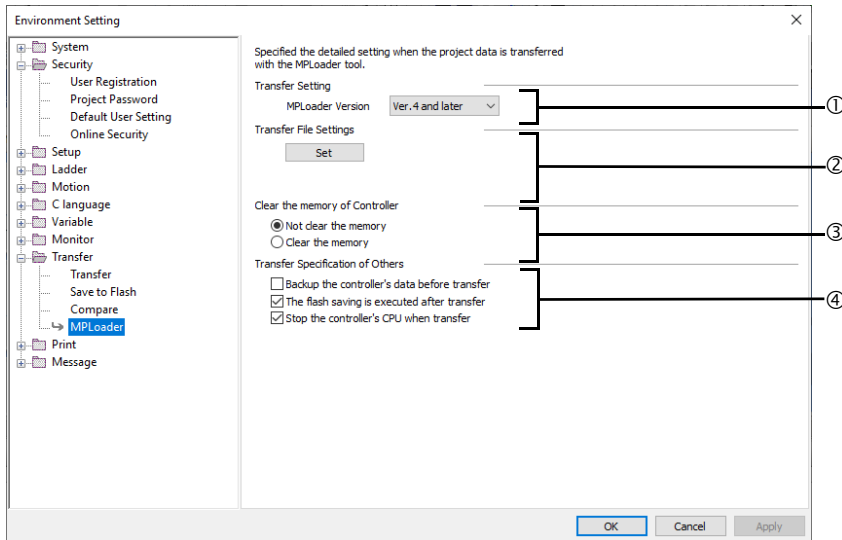 Environment Setting
System
Security
User Registration
Project Password
Default User Setting
Online Security
Setup
Ladder
Motion
C language
Variable
Monitor
Transfer
Transfer
Save to Flash
Compare
MPLoader
Print
Message
Specified the detailed setting when the project data is transferred
with the MPLoader tool.
Transfer Setting
MPLoader Version Ver.4 and later
①
Transfer File Settings
Set
②
Clear the memory of Controller
Not clear the memory
Clear the memory
③
Transfer Specification of Others
Backup the controller's data before transfer
The flash saving is executed after transfer
Stop the controller's CPU when transfer
④
OK Cancel Apply